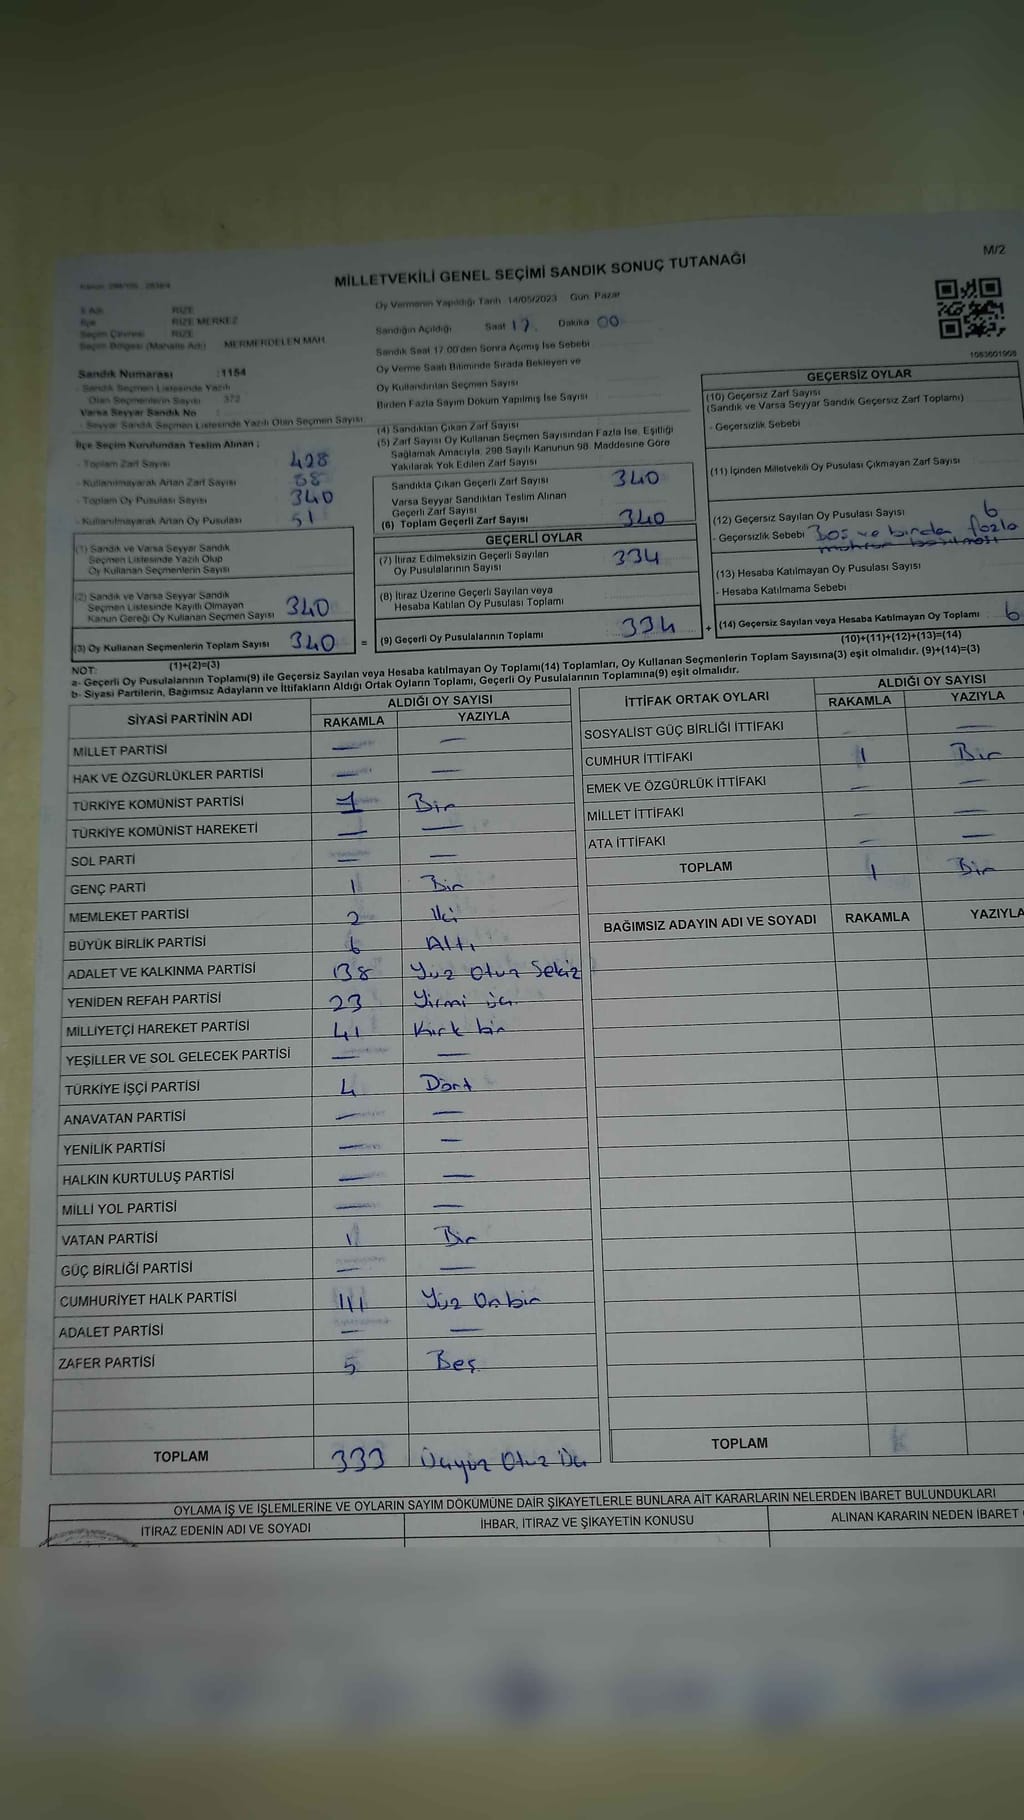 M/2
MİLLETVEKİLİ GENEL SEÇİMİ SANDIK SONUÇ TUTANAĞI
İl Adı RİZE
İlçe RİZE MERKEZ
Seçim Çevresi RİZE
Seçim Bölgesi (Mahalle Adı) MERMERDELEN MAH.
Sandık Numarası : 1154
- Sandık Seçmen Listesinde Yazılı
Olan Seçmenlerin Sayısı 372
Varsa Seyyar Sandık No :
- Seyyar Sandık Seçmen Listesinde Yazılı Olan Seçmen Sayısı:
Oy Vermenin Yapıldığı Tarih 14/05/2023 Gün: Pazar
Sandığın Açıldığı Saat 17 Dakika 00
Sandık Saat 17.00'den Sonra Açılmış İse Sebebi
Oy Verme Saati Bitiminde Sırada Bekleyen ve
Oy Kullandırılan Seçmen Sayısı
Birden Fazla Sayım Döküm Yapılmış İse Sayısı
1083601908
İlçe Seçim Kurulundan Teslim Alınan ;
- Toplam Zarf Sayısı 428
- Kullanılmayarak Artan Zarf Sayısı 88
- Toplam Oy Pusulası Sayısı 340
- Kullanılmayarak Artan Oy Pusulası 51
(1) Sandık ve Varsa Seyyar Sandık
Seçmen Listesinde Yazılı Olup
Oy Kullanan Seçmenlerin Sayısı
(2) Sandık ve Varsa Seyyar Sandık
Seçmen Listesinde Kayıtlı Olmayan
Kanun Gereği Oy Kullanan Seçmen Sayısı 340
(3) Oy Kullanan Seçmenlerin Toplam Sayısı 340 =
(1)+(2)=(3)
(4) Sandıktan Çıkan Zarf Sayısı
(5) Zarf Sayısı Oy Kullanan Seçmen Sayısından Fazla İse, Eşitliği
Sağlamak Amacıyla, 298 Sayılı Kanunun 98. Maddesine Göre
Yakılarak Yok Edilen Zarf Sayısı
Sandıkta Çıkan Geçerli Zarf Sayısı 340
Varsa Seyyar Sandıktan Teslim Alınan
Geçerli Zarf Sayısı
(6) Toplam Geçerli Zarf Sayısı 340
GEÇERLİ OYLAR
(7) İtiraz Edilmeksizin Geçerli Sayılan
Oy Pusulalarının Sayısı 334
(8) İtiraz Üzerine Geçerli Sayılan veya
Hesaba Katılan Oy Pusulası Toplamı
(9) Geçerli Oy Pusulalarının Toplamı 334 +
GEÇERSİZ OYLAR
(10) Geçersiz Zarf Sayısı
(Sandık ve Varsa Seyyar Sandık Geçersiz Zarf Toplamı)
- Geçersizlik Sebebi
(11) İçinden Milletvekili Oy Pusulası Çıkmayan Zarf Sayısı
(12) Geçersiz Sayılan Oy Pusulası Sayısı 6
- Geçersizlik Sebebi Boş ve birden fazla
mühür basılması
(13) Hesaba Katılmayan Oy Pusulası Sayısı
- Hesaba Katılmama Sebebi
(14) Geçersiz Sayılan veya Hesaba Katılmayan Oy Toplamı 6
(10)+(11)+(12)+(13)=(14)
NOT:
a- Geçerli Oy Pusulalarının Toplamı(9) ile Geçersiz Sayılan veya Hesaba katılmayan Oy Toplamı(14) Toplamları, Oy Kullanan Seçmenlerin Toplam Sayısına(3) eşit olmalıdır. (9)+(14)=(3)
b- Siyasi Partilerin, Bağımsız Adayların ve İttifakların Aldığı Ortak Oyların Toplamı, Geçerli Oy Pusulalarının Toplamına(9) eşit olmalıdır.
SİYASİ PARTİNİN ADI ALDIĞI OY SAYISI
RAKAMLA YAZIYLA
MİLLET PARTİSİ — —
HAK VE ÖZGÜRLÜKLER PARTİSİ — —
TÜRKİYE KOMÜNİST PARTİSİ 1 Bir
TÜRKİYE KOMÜNİST HAREKETİ — —
SOL PARTİ — —
GENÇ PARTİ 1 Bir
MEMLEKET PARTİSİ 2 İki
BÜYÜK BİRLİK PARTİSİ 6 Altı
ADALET VE KALKINMA PARTİSİ 138 Yüz Otuz Sekiz
YENİDEN REFAH PARTİSİ 23 Yirmi üç
MİLLİYETÇİ HAREKET PARTİSİ 41 Kırk bir
YEŞİLLER VE SOL GELECEK PARTİSİ — —
TÜRKİYE İŞÇİ PARTİSİ 4 Dört
ANAVATAN PARTİSİ — —
YENİLİK PARTİSİ — —
HALKIN KURTULUŞ PARTİSİ — —
MİLLİ YOL PARTİSİ — —
VATAN PARTİSİ 1 Bir
GÜÇ BİRLİĞİ PARTİSİ — —
CUMHURİYET HALK PARTİSİ 111 Yüz Onbir
ADALET PARTİSİ — —
ZAFER PARTİSİ 5 Beş
TOPLAM 333 Üçyüz Otuz Üç
İTTİFAK ORTAK OYLARI ALDIĞI OY SAYISI
RAKAMLA YAZIYLA
SOSYALİST GÜÇ BİRLİĞİ İTTİFAKI — —
CUMHUR İTTİFAKI 1 Bir
EMEK VE ÖZGÜRLÜK İTTİFAKI — —
MİLLET İTTİFAKI — —
ATA İTTİFAKI — —
TOPLAM 1 Bir
BAĞIMSIZ ADAYIN ADI VE SOYADI RAKAMLA YAZIYLA
TOPLAM
OYLAMA İŞ VE İŞLEMLERİNE VE OYLARIN SAYIM DÖKÜMÜNE DAİR ŞİKAYETLERLE BUNLARA AİT KARARLARIN NELERDEN İBARET BULUNDUKLARI
İTİRAZ EDENİN ADI VE SOYADI İHBAR, İTİRAZ VE ŞİKAYETİN KONUSU ALINAN KARARIN NEDEN İBARET